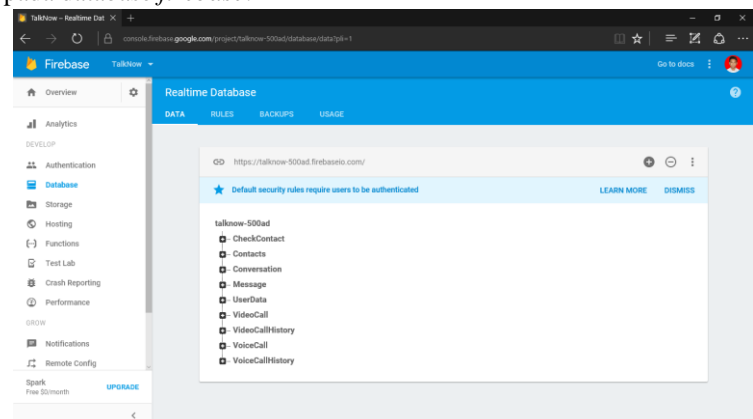 pada database firebase.
TalkNow – Realtime Dat
console.firebase.google.com/project/talknow-500ad/database/data?pli=1
Firebase TalkNow Go to docs
Overview
Realtime Database
DATA RULES BACKUPS USAGE
Analytics
DEVELOP
Authentication
Database
Storage
Hosting
Functions
Test Lab
Crash Reporting
Performance
GROW
Notifications
Remote Config
Spark
Free $0/month
UPGRADE
https://talknow-500ad.firebaseio.com/
Default security rules require users to be authenticated LEARN MORE DISMISS
talknow-500ad
CheckContact
Contacts
Conversation
Message
UserData
VideoCall
VideoCallHistory
VoiceCall
VoiceCallHistory